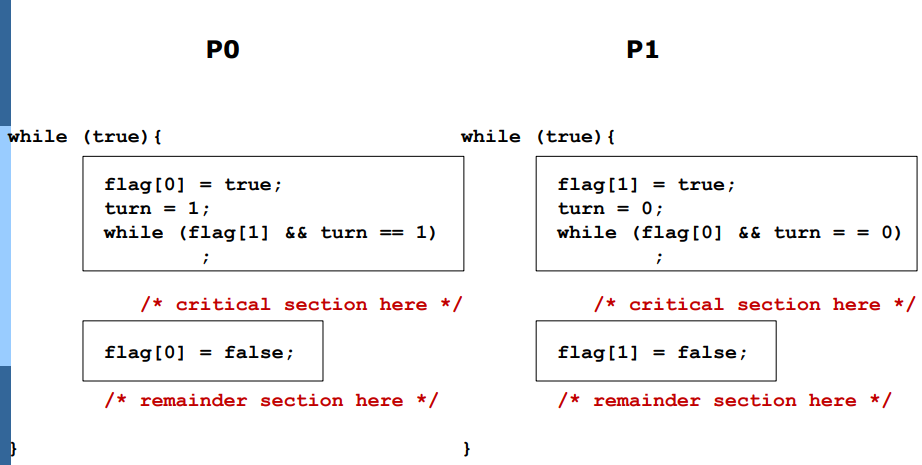 P0
while (true){
flag[0] = true;
turn = 1;
while (flag[1] && turn == 1)
;
/* critical section here */
flag[0] = false;
/* remainder section here */
}
P1
while (true){
flag[1] = true;
turn = 0;
while (flag[0] && turn = = 0)
;
/* critical section here */
flag[1] = false;
/* remainder section here */
}